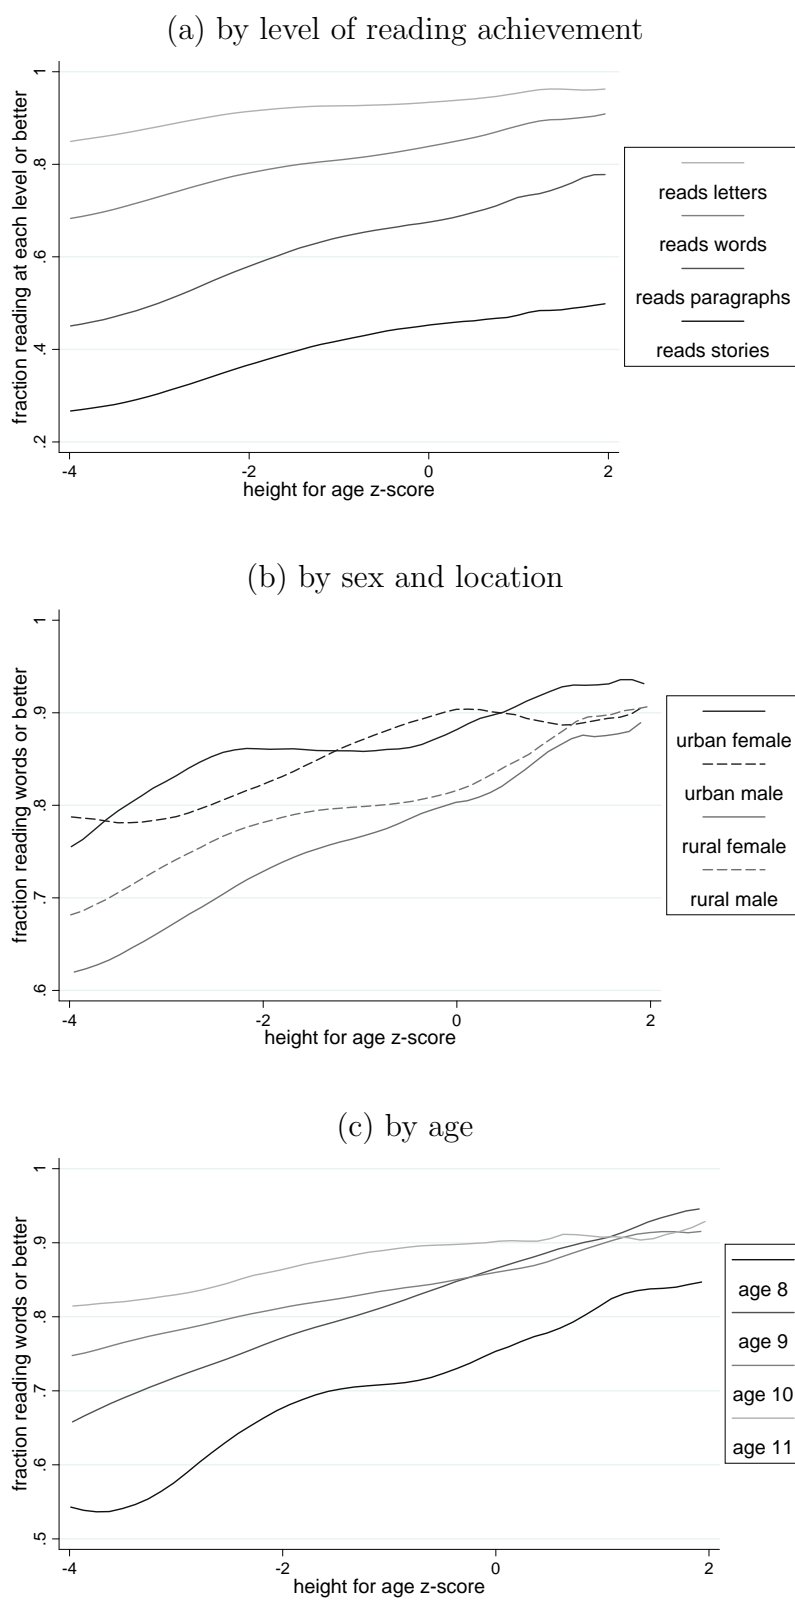 (a) by level of reading achievement
fraction reading at each level or better
1
.8
.6
.4
.2
-4
-2
0
2
height for age z-score
reads letters
reads words
reads paragraphs
reads stories
(b) by sex and location
fraction reading words or better
1
.9
.8
.7
.6
-4
-2
0
2
height for age z-score
urban female
urban male
rural female
rural male
(c) by age
fraction reading words or better
1
.9
.8
.7
.6
.5
-4
-2
0
2
height for age z-score
age 8
age 9
age 10
age 11